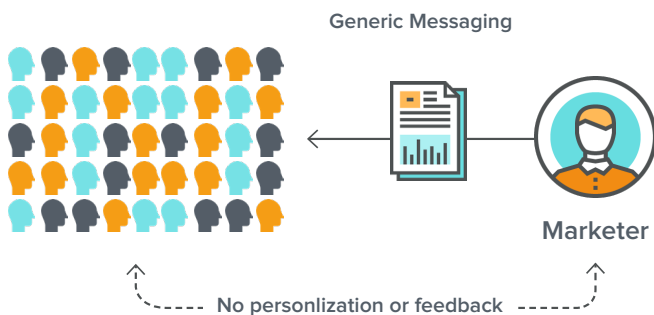 Generic Messaging
Marketer
No personlization or feedback